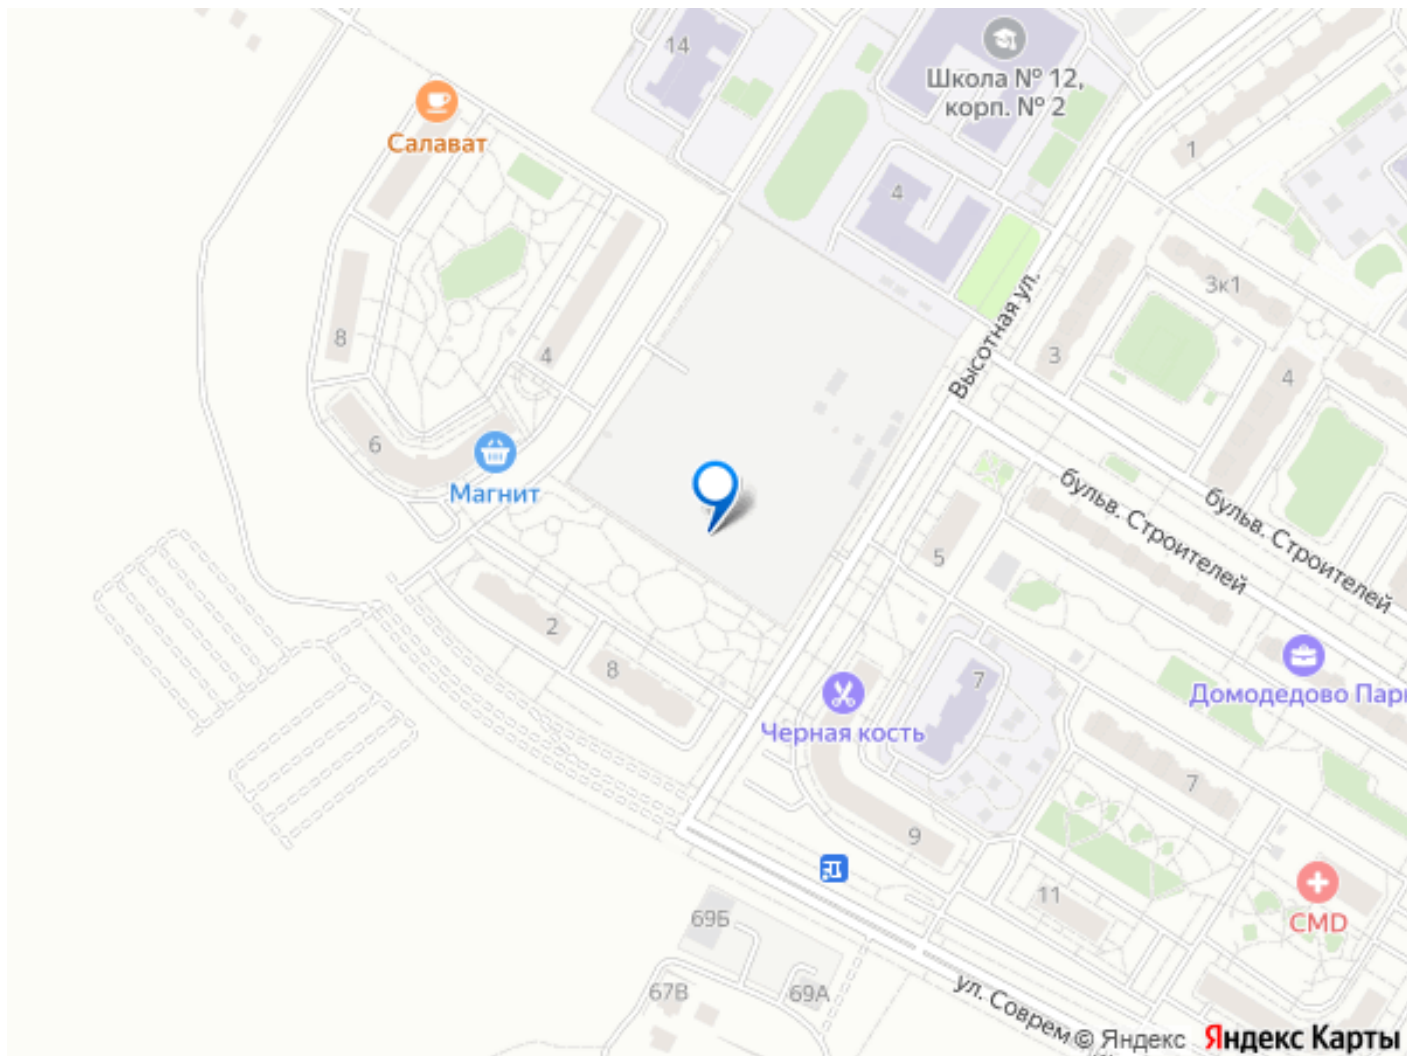 14
Школа № 12,
корп. № 2
Салават
1
4
3к1
8
4
Высотная ул.
3
4
6
Магнит
бульв. Строителей
бульв. Строителей
5
2
8
7
Домодедово Парк
Черная кость
7
9
11
CMD
69Б
67В
69А
ул. Соврем
© Яндекс Яндекс Карты